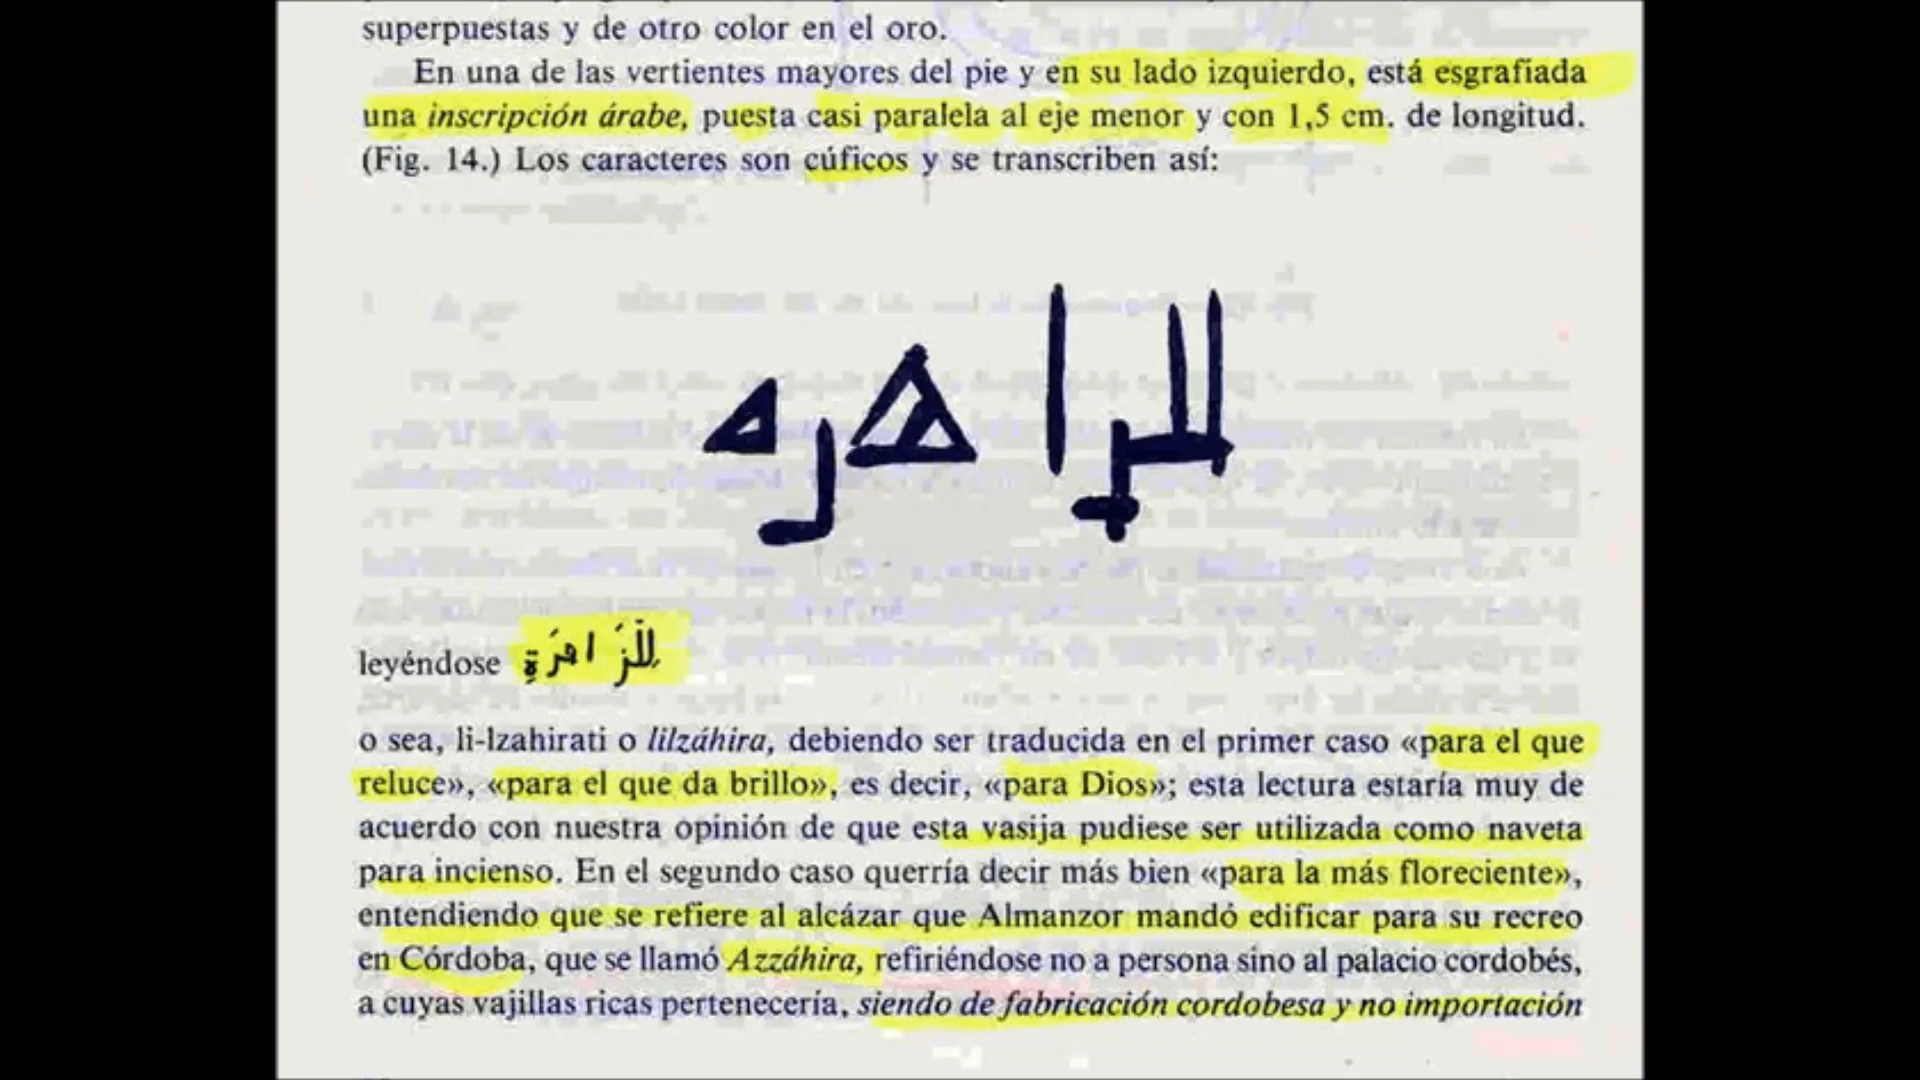 superpuestas y de otro color en el oro.
En una de las vertientes mayores del pie y en su lado izquierdo, está esgrafiada
una inscripción árabe, puesta casi paralela al eje menor y con 1,5 cm. de longitud.
(Fig. 14.) Los caracteres son cúficos y se transcriben así:
للزاهره
leyéndose لِلْزَاهِرَةِ
o sea, li-lzahirati o lilzáhira, debiendo ser traducida en el primer caso «para el que
reluce», «para el que da brillo», es decir, «para Dios»; esta lectura estaría muy de
acuerdo con nuestra opinión de que esta vasija pudiese ser utilizada como naveta
para incienso. En el segundo caso querría decir más bien «para la más floreciente»,
entendiendo que se refiere al alcázar que Almanzor mandó edificar para su recreo
en Córdoba, que se llamó Azzáhira, refiriéndose no a persona sino al palacio cordobés,
a cuyas vajillas ricas pertenecería, siendo de fabricación cordobesa y no importación